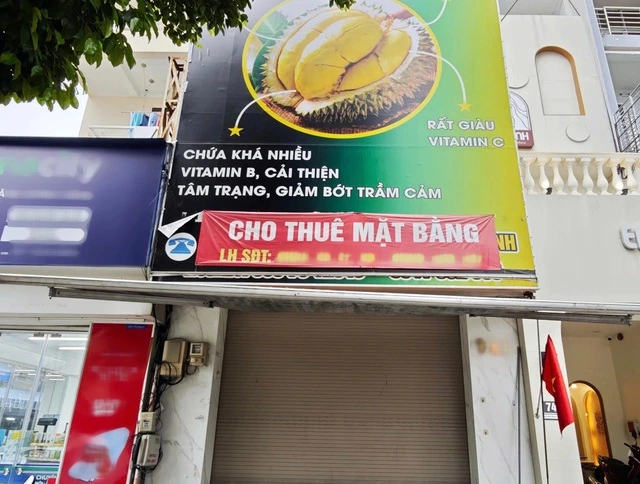 RẤT GIÀU
VITAMIN C
CHỨA KHÁ NHIỀU
VITAMIN B, CẢI THIỆN
TÂM TRẠNG, GIẢM BỚT TRẦM CẢM
CHO THUÊ MẶT BẰNG
LH SĐT: